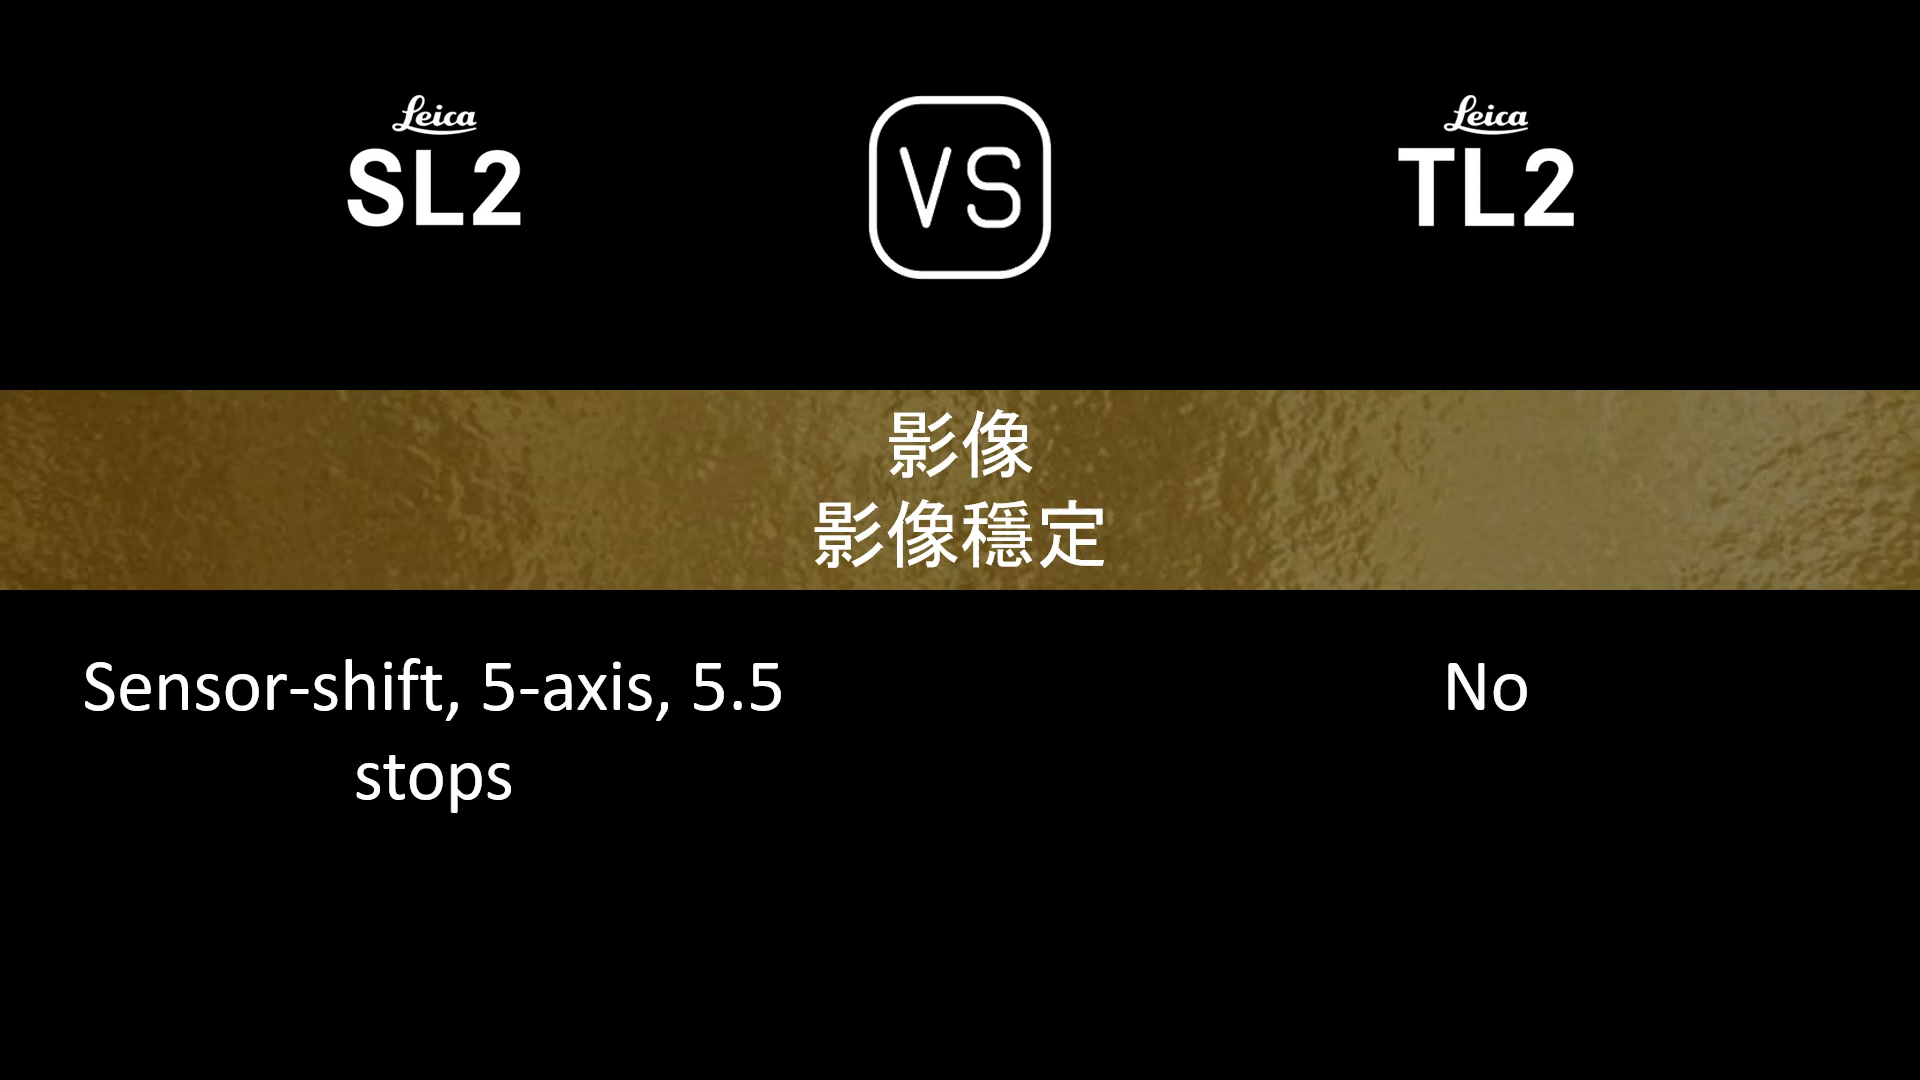 Leica
SL2
VS
Leica
TL2
影像
影像穩定
Sensor-shift, 5-axis, 5.5
stops
No